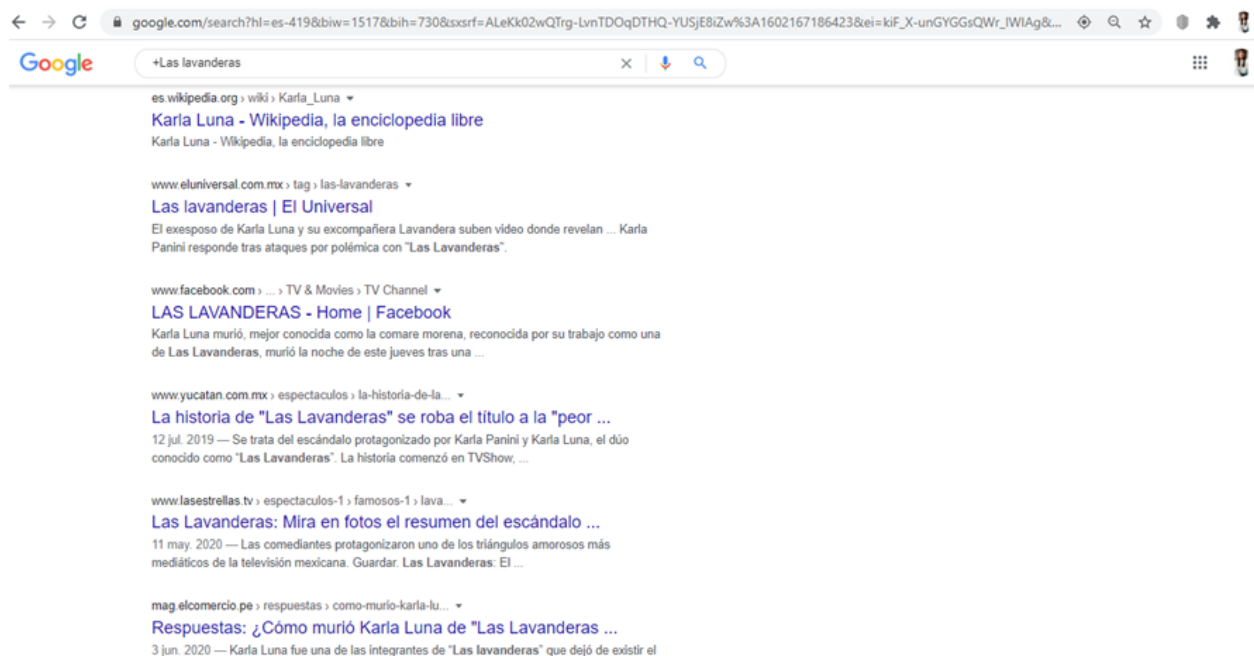 google.com/search?hl=es-419&biw=1517&bih=730&sxsrf=ALeKk02wQTrg-LvnTDOqDTHQ-YUSjE8iZw%3A1602167186423&ei=kiF_X-unGYGGsQWr_IWIAg&...
Google
+Las lavanderas
es.wikipedia.org › wiki › Karla_Luna
Karla Luna - Wikipedia, la enciclopedia libre
Karla Luna - Wikipedia, la enciclopedia libre
www.eluniversal.com.mx › tag › las-lavanderas
Las lavanderas | El Universal
El exesposo de Karla Luna y su excompañera Lavandera suben video donde revelan ... Karla
Panini responde tras ataques por polémica con "Las Lavanderas".
www.facebook.com › ... › TV & Movies › TV Channel
LAS LAVANDERAS - Home | Facebook
Karla Luna murió, mejor conocida como la comare morena, reconocida por su trabajo como una
de Las Lavanderas, murió la noche de este jueves tras una ...
www.yucatan.com.mx › espectaculos › la-historia-de-la...
La historia de "Las Lavanderas" se roba el título a la "peor ...
12 jul. 2019 — Se trata del escándalo protagonizado por Karla Panini y Karla Luna, el dúo
conocido como “Las Lavanderas”. La historia comenzó en TVShow, ...
www.lasestrellas.tv › espectaculos-1 › famosos-1 › lava...
Las Lavanderas: Mira en fotos el resumen del escándalo ...
11 may. 2020 — Las comediantes protagonizaron uno de los triángulos amorosos más
mediáticos de la televisión mexicana. Guardar. Las Lavanderas: El ...
mag.elcomercio.pe › respuestas › como-murio-karla-lu...
Respuestas: ¿Cómo murió Karla Luna de "Las Lavanderas ...
3 jun. 2020 — Karla Luna fue una de las integrantes de “Las lavanderas” que dejó de existir el